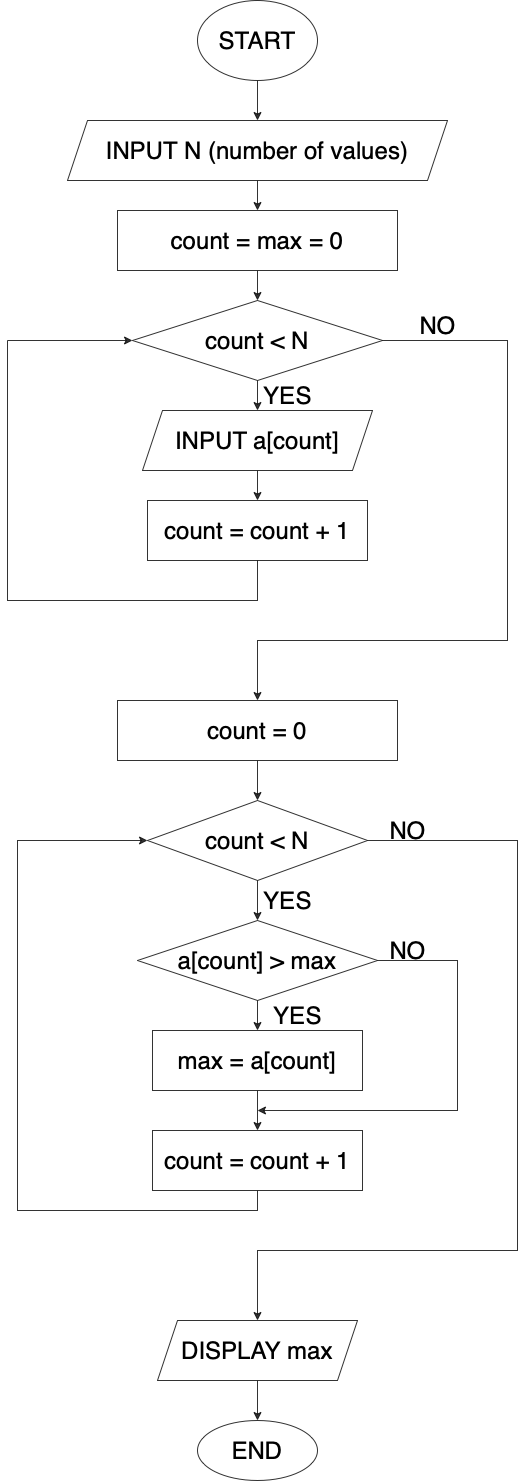 START
INPUT N (number of values)
count = max = 0
count < N
NO
YES
INPUT a[count]
count = count + 1
count = 0
count < N
NO
YES
a[count] > max
NO
YES
max = a[count]
count = count + 1
DISPLAY max
END